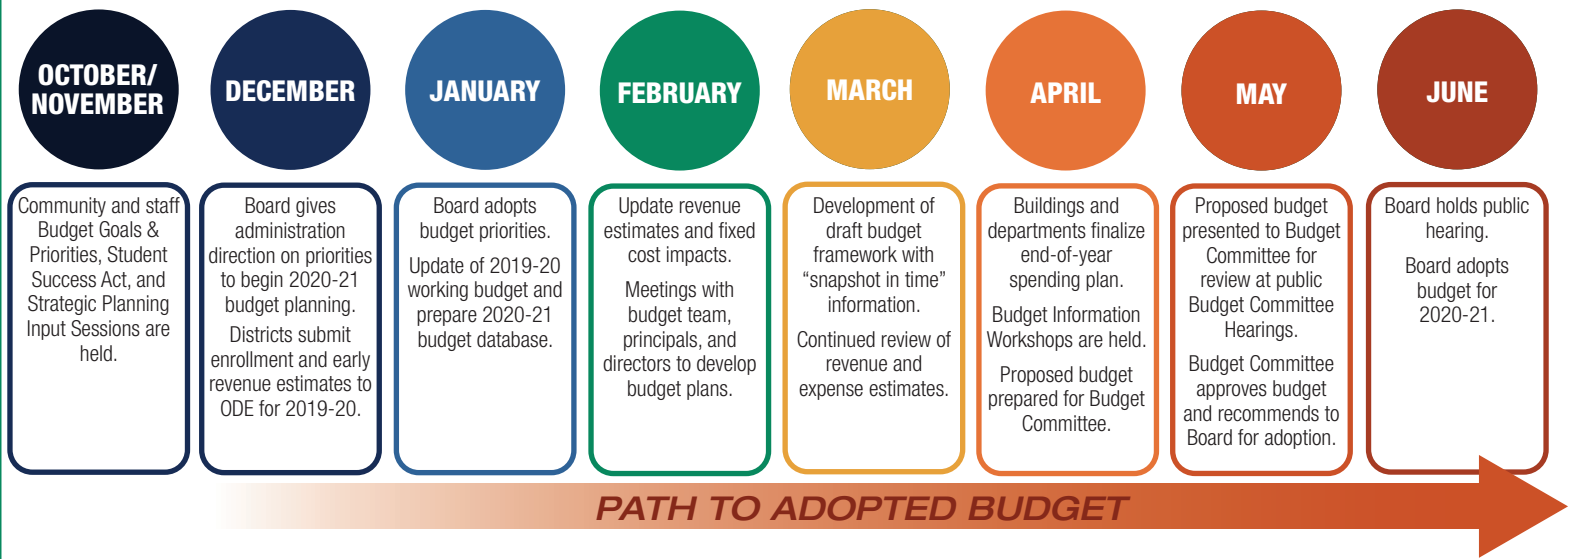 OCTOBER/
NOVEMBER
DECEMBER
JANUARY
FEBRUARY
MARCH
APRIL
MAY
JUNE
Community and staff
Budget Goals &
Priorities, Student
Success Act, and
Strategic Planning
Input Sessions are
held.
Board gives
administration
direction on priorities
to begin 2020-21
budget planning.
Districts submit
enrollment and early
revenue estimates to
ODE for 2019-20.
Board adopts
budget priorities.
Update of 2019-20
working budget and
prepare 2020-21
budget database.
Update revenue
estimates and fixed
cost impacts.
Meetings with
budget team,
principals, and
directors to develop
budget plans.
Development of
draft budget
framework with
“snapshot in time”
information.
Continued review of
revenue and
expense estimates.
Buildings and
departments finalize
end-of-year
spending plan.
Budget Information
Workshops are held.
Proposed budget
prepared for Budget
Committee.
Proposed budget
presented to Budget
Committee for
review at public
Budget Committee
Hearings.
Budget Committee
approves budget
and recommends to
Board for adoption.
Board holds public
hearing.
Board adopts
budget for
2020-21.
PATH TO ADOPTED BUDGET